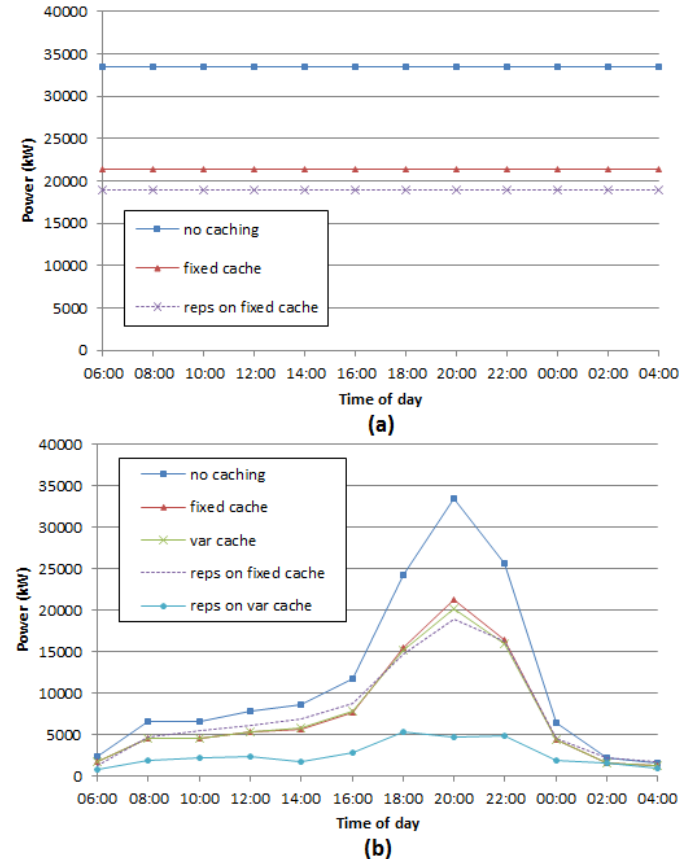 40000
35000
30000
25000
20000
15000
10000
5000
0
Power (kW)
no caching
fixed cache
reps on fixed cache
06:00 08:00 10:00 12:00 14:00 16:00 18:00 20:00 22:00 00:00 02:00 04:00
Time of day
(a)
40000
35000
30000
25000
20000
15000
10000
5000
0
Power (kW)
no caching
fixed cache
var cache
reps on fixed cache
reps on var cache
06:00 08:00 10:00 12:00 14:00 16:00 18:00 20:00 22:00 00:00 02:00 04:00
Time of day
(b)